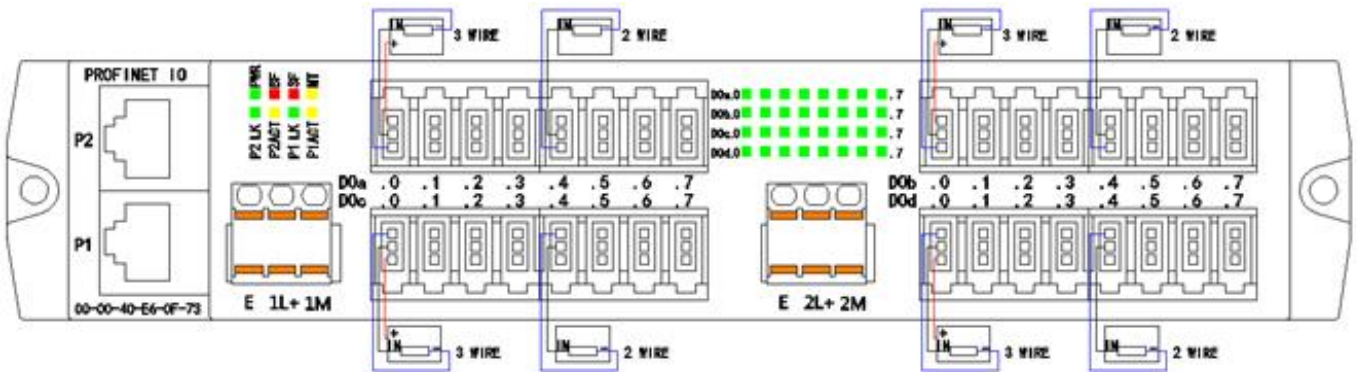 IN
+
3 WIRE
IN
2 WIRE
IN
+
3 WIRE
IN
2 WIRE
PROFINET IO
PWR
BF
SF
MT
P2 LK
P2ACT
P1 LK
P1ACT
P2
P1
00-00-40-E6-0F-73
DOa.0 .7
DOb.0 .7
DOc.0 .7
DOd.0 .7
DOa .0 .1 .2 .3 .4 .5 .6 .7
DOc .0 .1 .2 .3 .4 .5 .6 .7
DOb .0 .1 .2 .3 .4 .5 .6 .7
DOd .0 .1 .2 .3 .4 .5 .6 .7
E 1L+ 1M
E 2L+ 2M
+
IN
3 WIRE
IN
2 WIRE
+
IN
3 WIRE
IN
2 WIRE